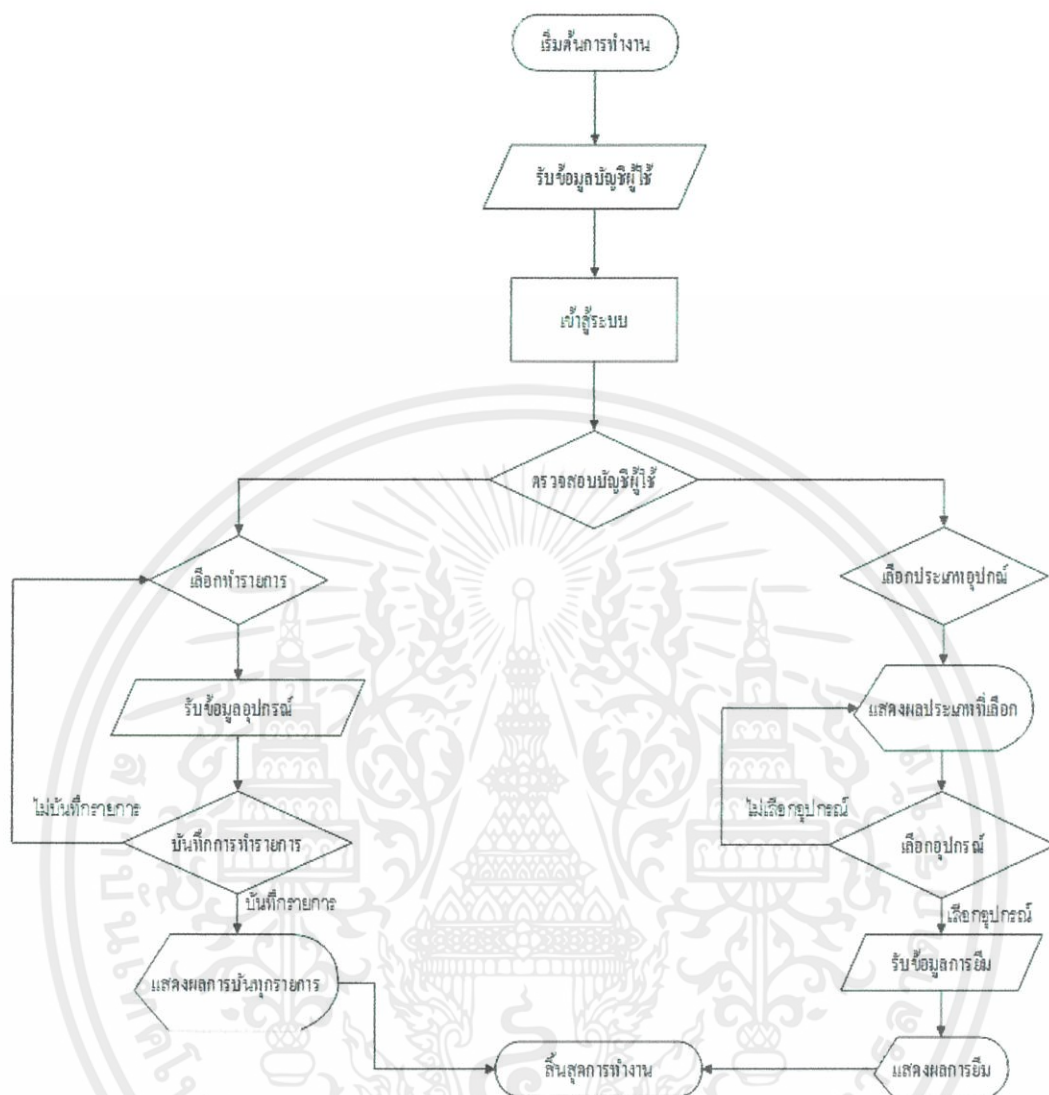 เริ่มต้นการทำงาน
รับข้อมูลบัญชีผู้ใช้
เข้าสู่ระบบ
ตรวจสอบบัญชีผู้ใช้
เลือกทำรายการ
รับข้อมูลอุปกรณ์
ไม่บันทึกรายการ
บันทึกการทำรายการ
บันทึกรายการ
แสดงผลการบันทุกรายการ
เลือกประเภทอุปกณ์
แสดงผลประเภทที่เลือก
ไม่เลือกอุปกรณ์
เลือกอุปกรณ์
เลือกอุปกรณ์
รับข้อมูลการยืม
แสดงผลการยืม
สิ้นสุดการทำงาน